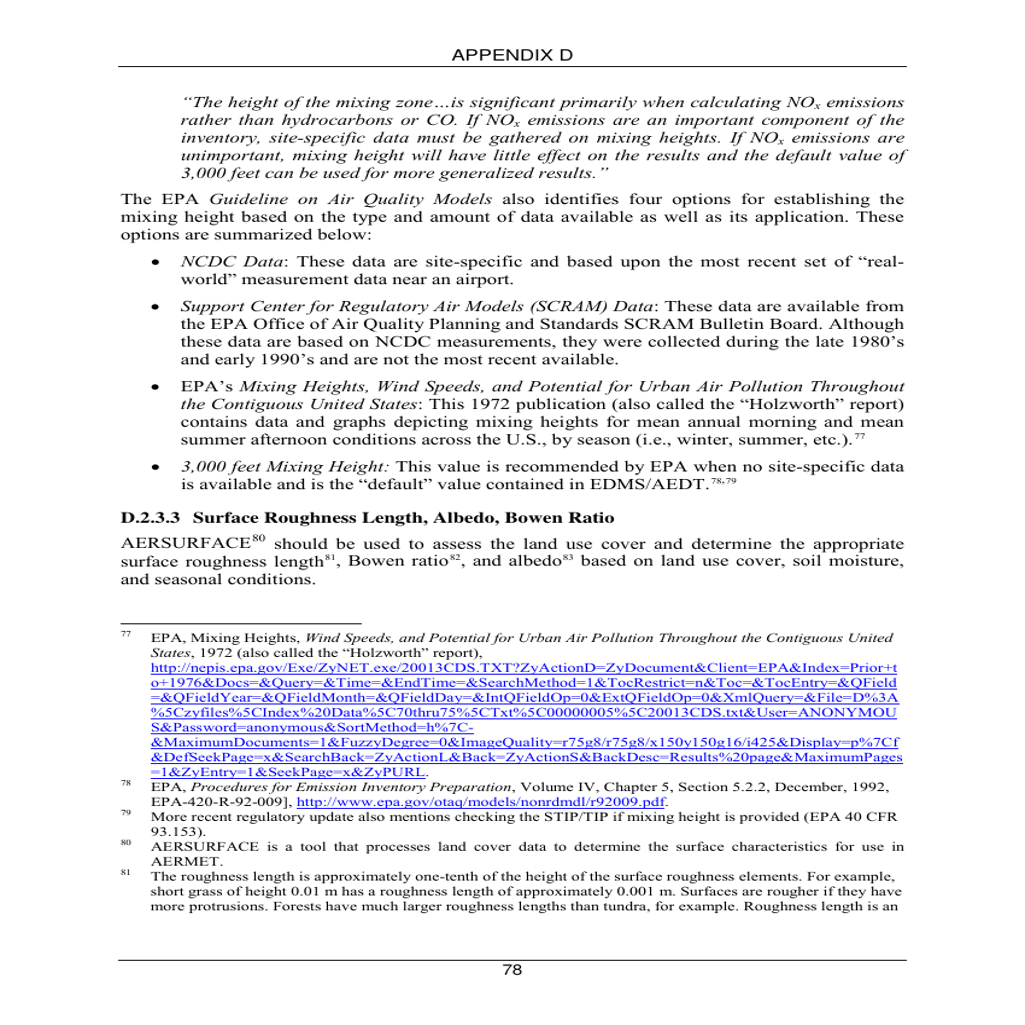 APPENDIX D
“The height of the mixing zone…is significant primarily when calculating NOx emissions
rather than hydrocarbons or CO. If NOx emissions are an important component of the
inventory, site-specific data must be gathered on mixing heights. If NOx emissions are
unimportant, mixing height will have little effect on the results and the default value of
3,000 feet can be used for more generalized results.”
The EPA Guideline on Air Quality Models also identifies four options for establishing the
mixing height based on the type and amount of data available as well as its application. These
options are summarized below:
• NCDC Data: These data are site-specific and based upon the most recent set of “real-
world” measurement data near an airport.
• Support Center for Regulatory Air Models (SCRAM) Data: These data are available from
the EPA Office of Air Quality Planning and Standards SCRAM Bulletin Board. Although
these data are based on NCDC measurements, they were collected during the late 1980’s
and early 1990’s and are not the most recent available.
• EPA’s Mixing Heights, Wind Speeds, and Potential for Urban Air Pollution Throughout
the Contiguous United States: This 1972 publication (also called the “Holzworth” report)
contains data and graphs depicting mixing heights for mean annual morning and mean
summer afternoon conditions across the U.S., by season (i.e., winter, summer, etc.).77
• 3,000 feet Mixing Height: This value is recommended by EPA when no site-specific data
is available and is the “default” value contained in EDMS/AEDT.78,79
D.2.3.3 Surface Roughness Length, Albedo, Bowen Ratio
AERSURFACE80 should be used to assess the land use cover and determine the appropriate
surface roughness length81, Bowen ratio82, and albedo83 based on land use cover, soil moisture,
and seasonal conditions.
77 EPA, Mixing Heights, Wind Speeds, and Potential for Urban Air Pollution Throughout the Contiguous United
States, 1972 (also called the “Holzworth” report),
http://nepis.epa.gov/Exe/ZyNET.exe/20013CDS.TXT?ZyActionD=ZyDocument&Client=EPA&Index=Prior+t
o+1976&Docs=&Query=&Time=&EndTime=&SearchMethod=1&TocRestrict=n&Toc=&TocEntry=&QField
=&QFieldYear=&QFieldMonth=&QFieldDay=&IntQFieldOp=0&ExtQFieldOp=0&XmlQuery=&File=D%3A
%5Czyfiles%5CIndex%20Data%5C70thru75%5CTxt%5C00000005%5C20013CDS.txt&User=ANONYMOU
S&Password=anonymous&SortMethod=h%7C-
&MaximumDocuments=1&FuzzyDegree=0&ImageQuality=r75g8/r75g8/x150y150g16/i425&Display=p%7Cf
&DefSeekPage=x&SearchBack=ZyActionL&Back=ZyActionS&BackDesc=Results%20page&MaximumPages
=1&ZyEntry=1&SeekPage=x&ZyPURL.
78 EPA, Procedures for Emission Inventory Preparation, Volume IV, Chapter 5, Section 5.2.2, December, 1992,
EPA-420-R-92-009], http://www.epa.gov/otaq/models/nonrdmdl/r92009.pdf.
79 More recent regulatory update also mentions checking the STIP/TIP if mixing height is provided (EPA 40 CFR
93.153).
80 AERSURFACE is a tool that processes land cover data to determine the surface characteristics for use in
AERMET.
81 The roughness length is approximately one-tenth of the height of the surface roughness elements. For example,
short grass of height 0.01 m has a roughness length of approximately 0.001 m. Surfaces are rougher if they have
more protrusions. Forests have much larger roughness lengths than tundra, for example. Roughness length is an
78